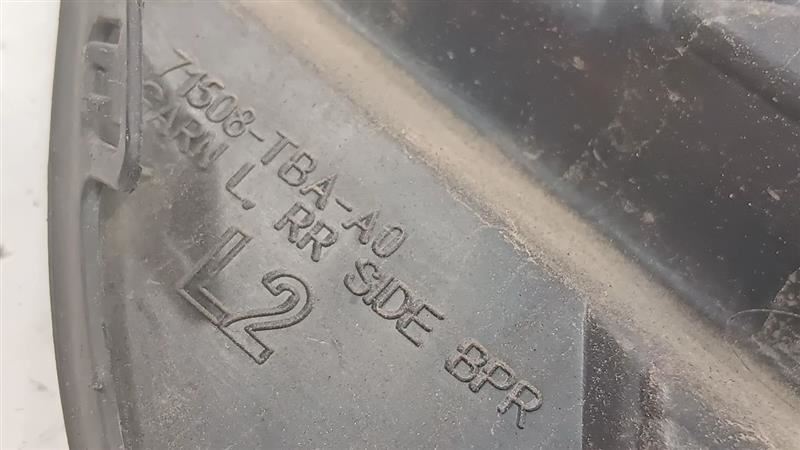 71508-TBA-A0
GARN L. RR SIDE BPR
L2